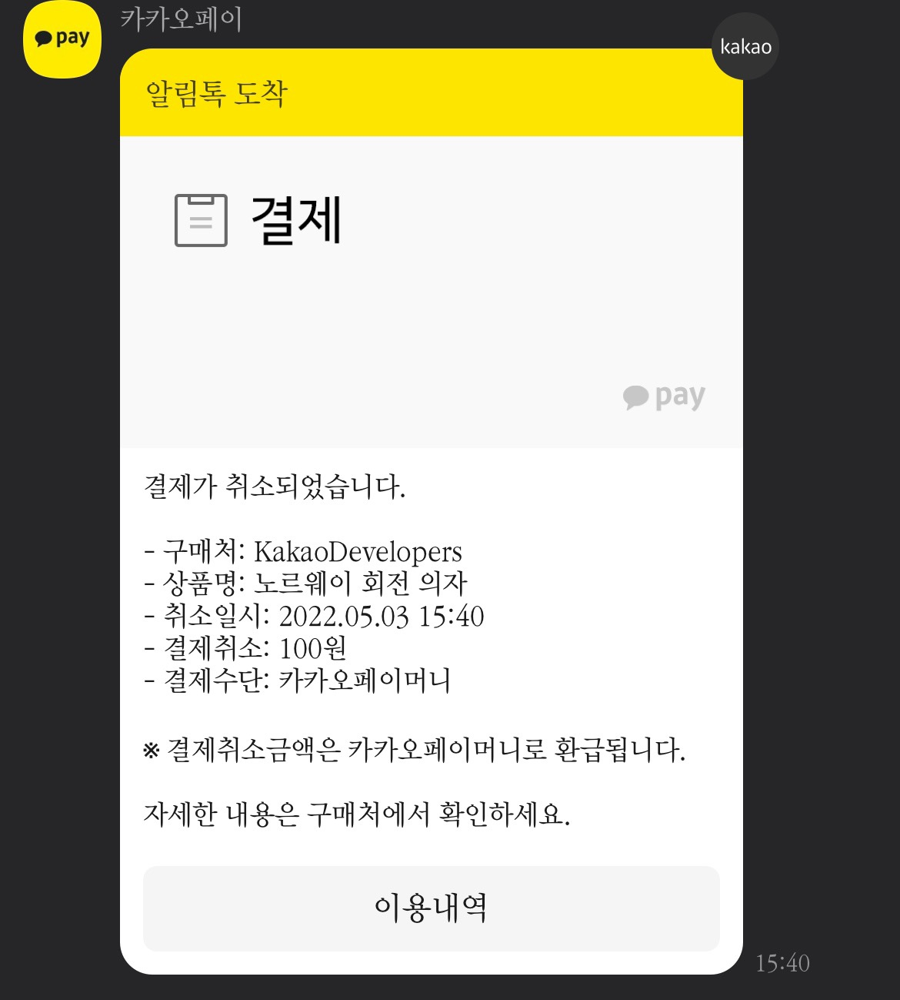 pay
카카오페이
kakao
알림톡 도착
결제
pay
결제가 취소되었습니다.
- 구매처: KakaoDevelopers
- 상품명: 노르웨이 회전 의자
- 취소일시: 2022.05.03 15:40
- 결제취소: 100원
- 결제수단: 카카오페이머니
※ 결제취소금액은 카카오페이머니로 환급됩니다.
자세한 내용은 구매처에서 확인하세요.
이용내역
15:40